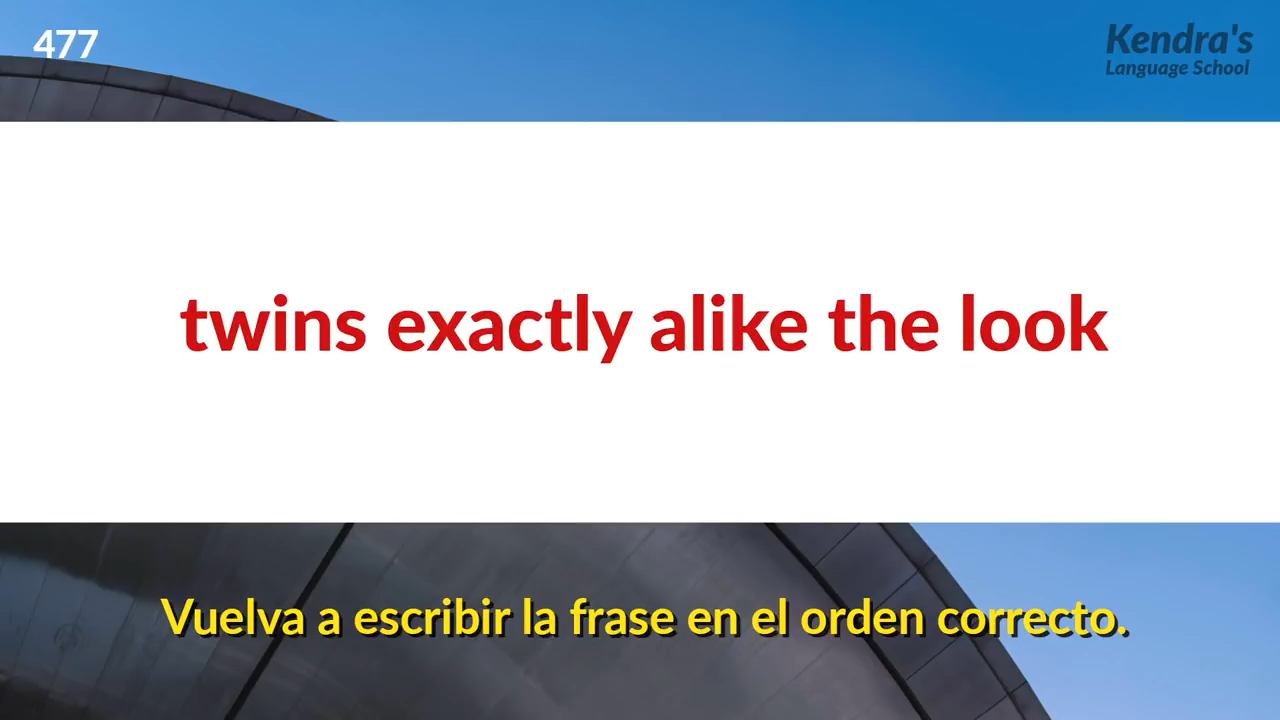 477
Kendra's
Language School
twins exactly alike the look
Vuelva a escribir la frase en el orden correcto.